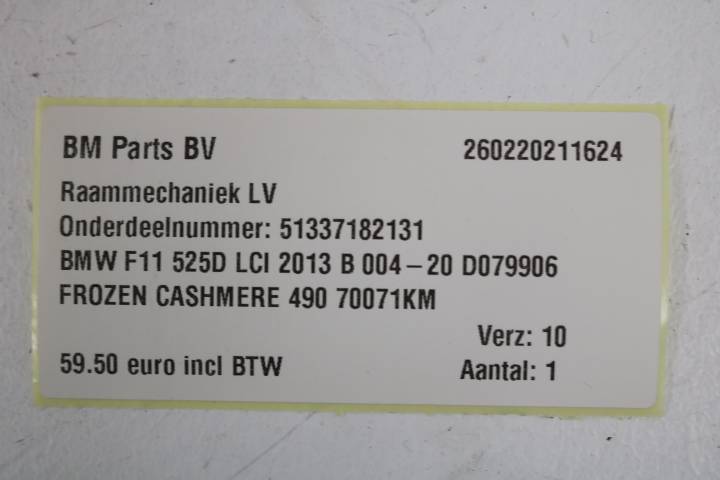 BM Parts BV 260220211624
Raammechaniek LV
Onderdeelnummer: 51337182131
BMW F11 525D LCI 2013 B 004-20 D079906
FROZEN CASHMERE 490 70071KM
Verz: 10
59.50 euro incl BTW Aantal: 1